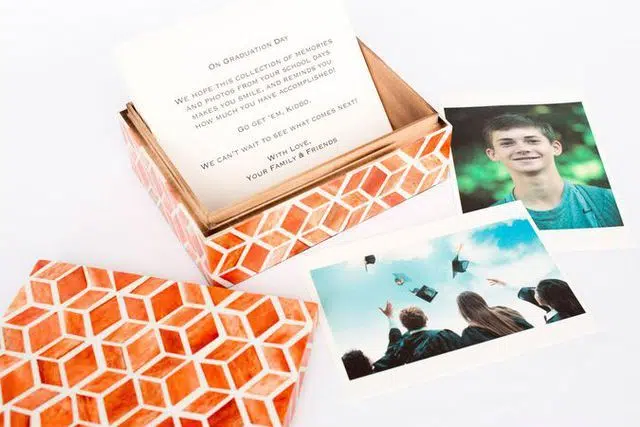 On Graduation Day
We hope this collection of memories
and photos from your school days
makes you smile, and reminds you
how much you have accomplished!
Go get 'em, Kiddo.
We can't wait to see what comes next!
With Love,
Your Family & Friends